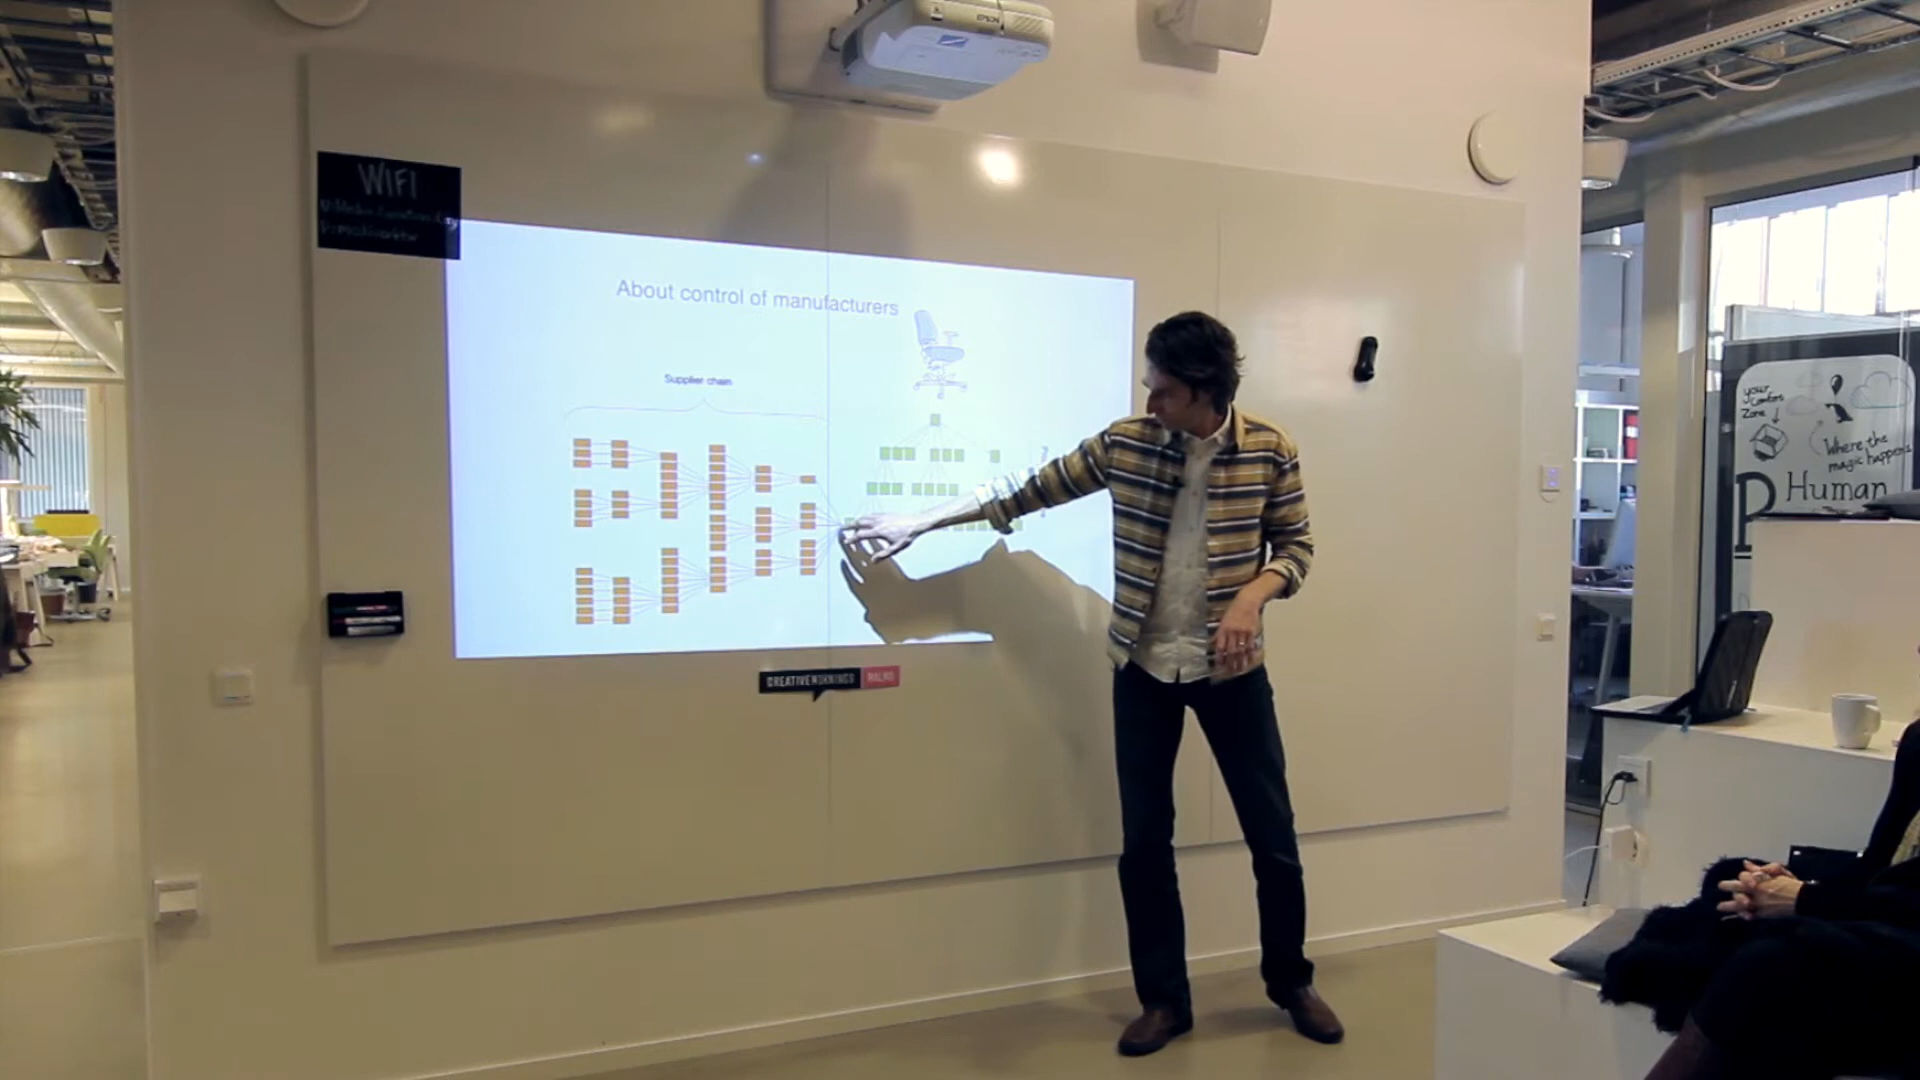 EPSON
WIFI
About control of manufacturers
Supplier chain
CREATIVEMORNINGS
MALMÖ
your
Comfort
Zone
Where the
magic happens
Human